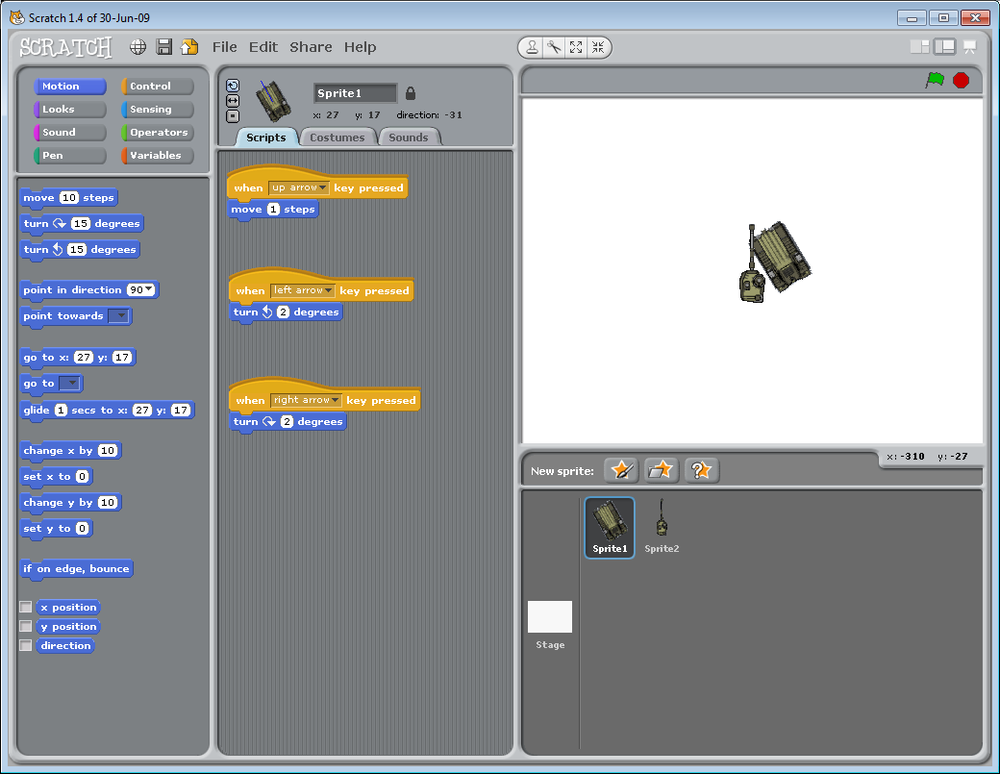 Scratch 1.4 of 30-Jun-09
SCRATCH
File Edit Share Help
Motion
Control
Looks
Sensing
Sound
Operators
Pen
Variables
move 10 steps
turn 15 degrees
turn 15 degrees
point in direction 90
point towards
go to x: 27 y: 17
go to
glide 1 secs to x: 27 y: 17
change x by 10
set x to 0
change y by 10
set y to 0
if on edge, bounce
x position
y position
direction
Sprite1
x: 27 y: 17 direction: -31
Scripts
Costumes
Sounds
when up arrow key pressed
move 1 steps
when left arrow key pressed
turn 2 degrees
when right arrow key pressed
turn 2 degrees
x: -310 y: -27
New sprite:
Sprite1
Sprite2
Stage